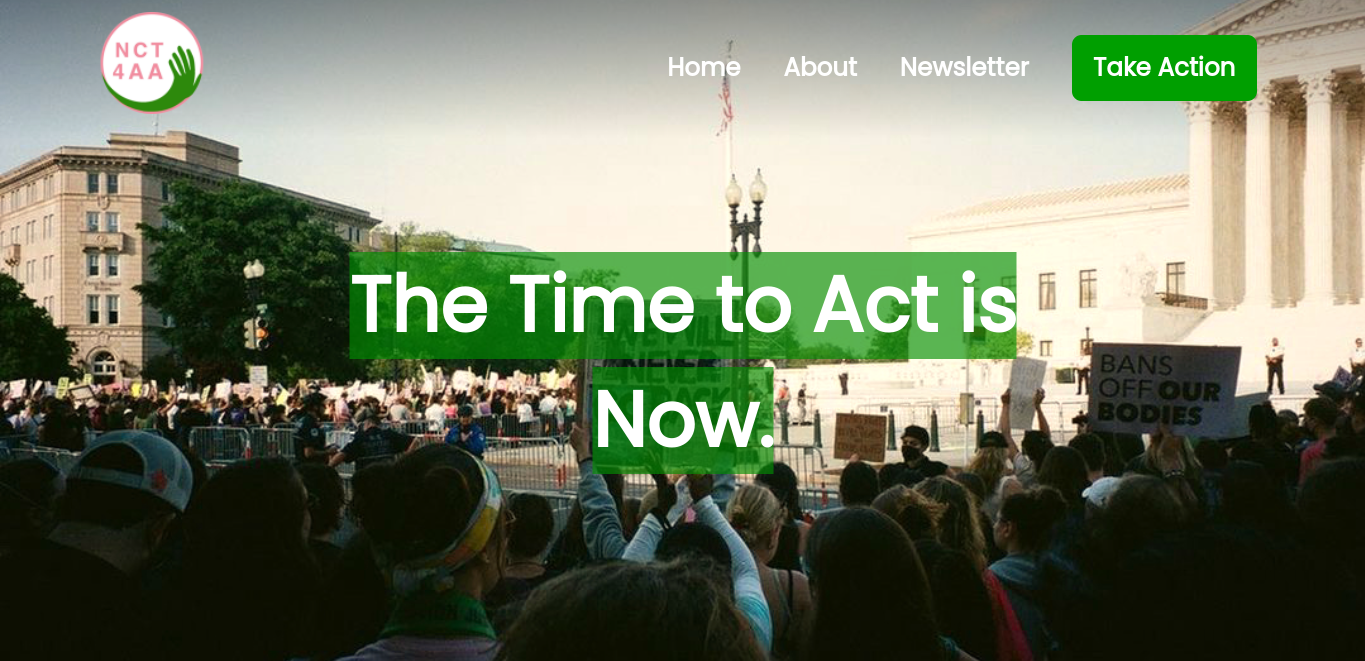 NCT
4AA
Home
About
Newsletter
Take Action
The Time to Act is
Now.
BANS
OFF OUR
BODIES